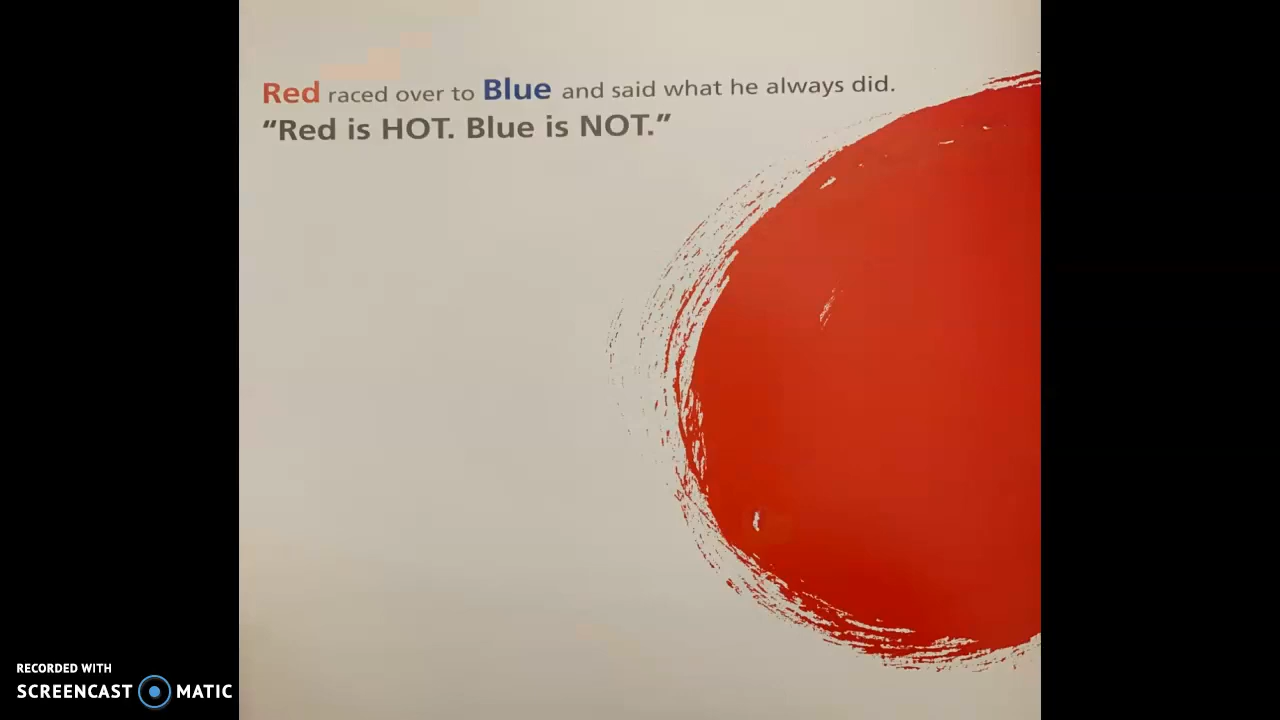 Red raced over to Blue and said what he always did.
“Red is HOT. Blue is NOT.”
RECORDED WITH
SCREENCAST MATIC